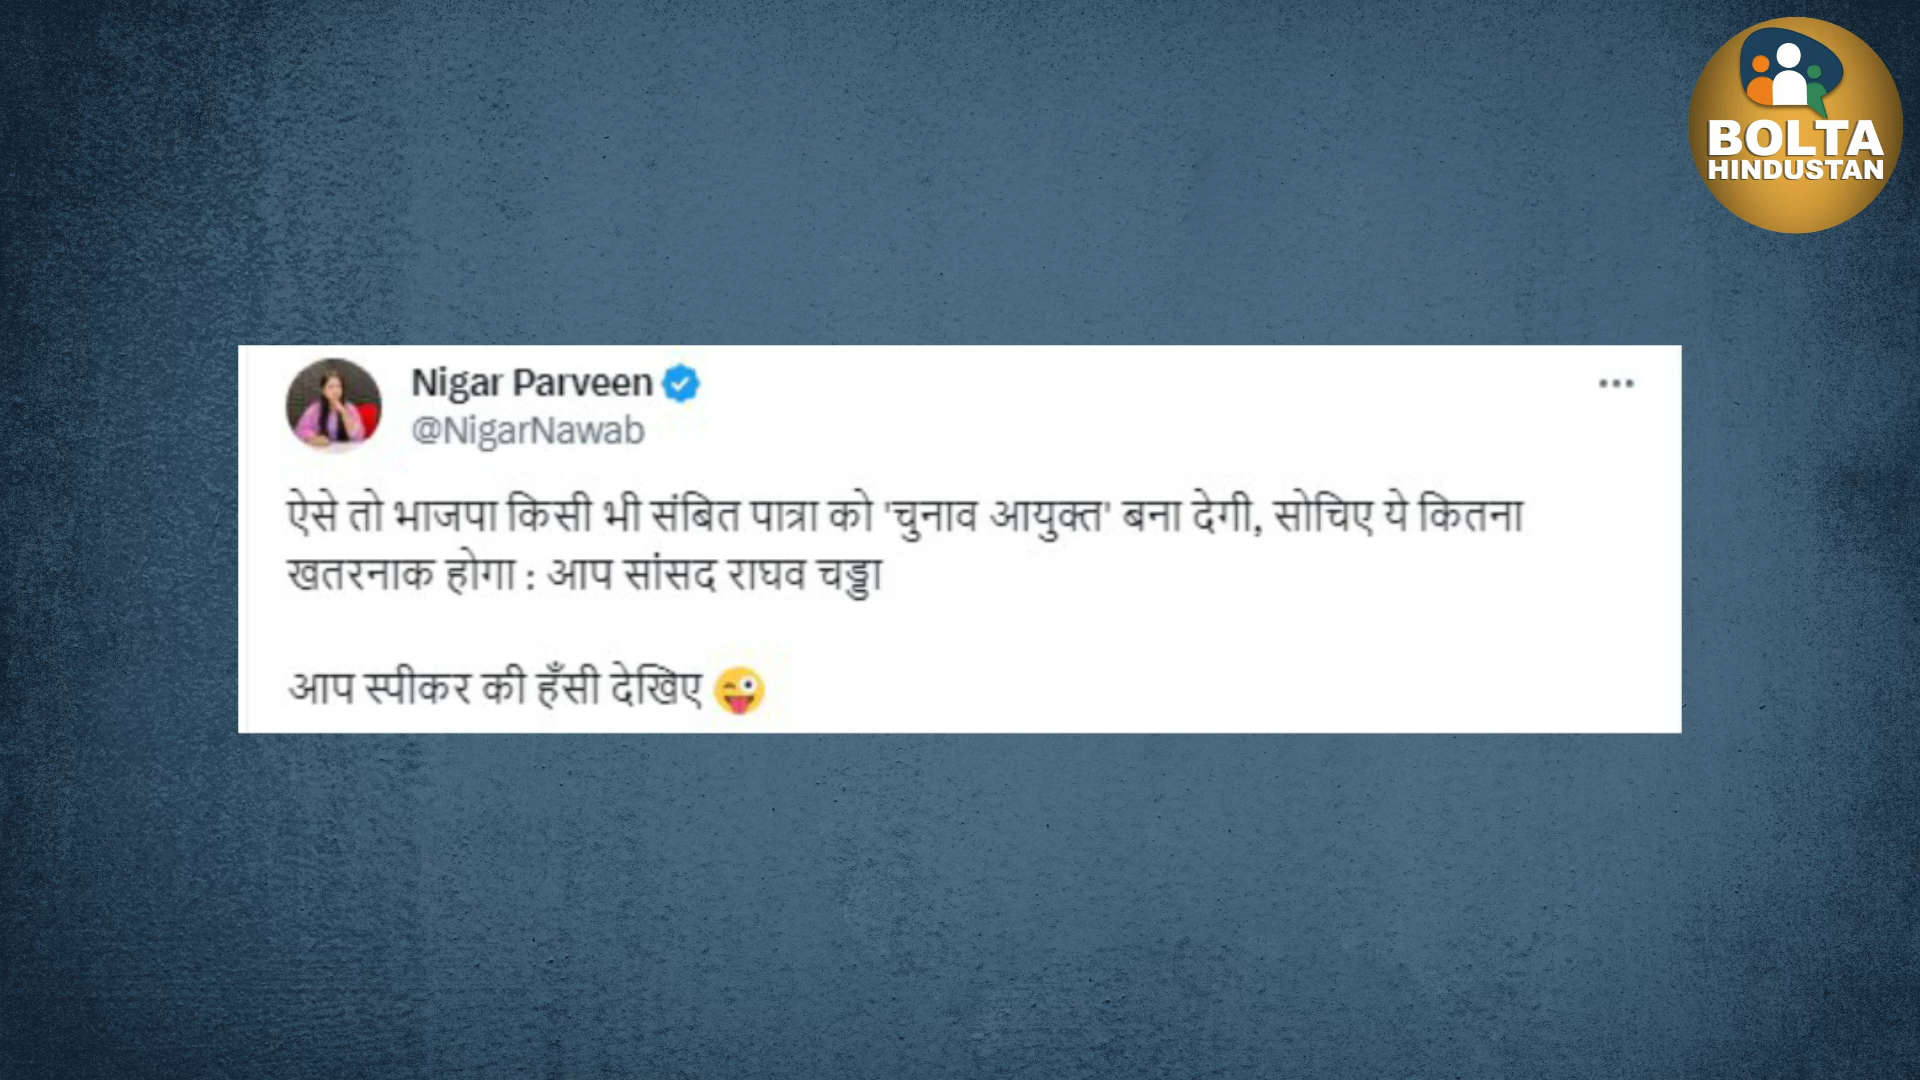 BOLTA
HINDUSTAN
Nigar Parveen
@NigarNawab
ऐसे तो भाजपा किसी भी संबित पात्रा को 'चुनाव आयुक्त' बना देगी, सोचिए ये कितना
खतरनाक होगा : आप सांसद राघव चड्डा
आप स्पीकर की हँसी देखिए 😜